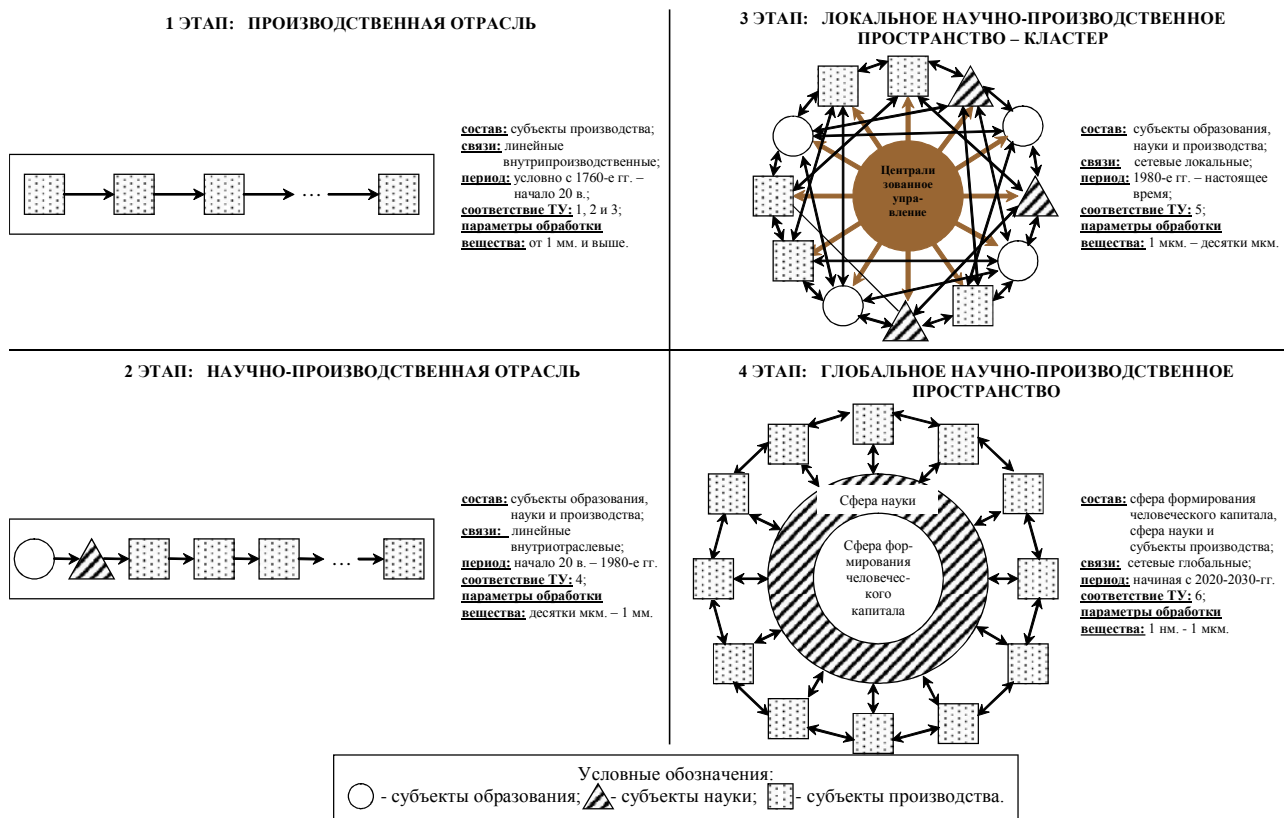 1 ЭТАП: ПРОИЗВОДСТВЕННАЯ ОТРАСЛЬ
состав: субъекты производства;
связи: линейные
внутрипроизводственные;
период: условно с 1760-е гг. –
начало 20 в.;
соответствие ТУ: 1, 2 и 3;
параметры обработки
вещества: от 1 мм. и выше.
...
3 ЭТАП: ЛОКАЛЬНОЕ НАУЧНО-ПРОИЗВОДСТВЕННОЕ
ПРОСТРАНСТВО – КЛАСТЕР
Централи
зованное
упра-
вление
состав: субъекты образования,
науки и производства;
связи: сетевые локальные;
период: 1980-е гг. – настоящее
время;
соответствие ТУ: 5;
параметры обработки
вещества: 1 мкм. – десятки мкм.
2 ЭТАП: НАУЧНО-ПРОИЗВОДСТВЕННАЯ ОТРАСЛЬ
состав: субъекты образования,
науки и производства;
связи: линейные
внутриотраслевые;
период: начало 20 в. – 1980-е гг.
соответствие ТУ: 4;
параметры обработки
вещества: десятки мкм. – 1 мм.
...
4 ЭТАП: ГЛОБАЛЬНОЕ НАУЧНО-ПРОИЗВОДСТВЕННОЕ
ПРОСТРАНСТВО
Сфера науки
Сфера фор-
мирования
человечес-
кого
капитала
состав: сфера формирования
человеческого капитала,
сфера науки и
субъекты производства;
связи: сетевые глобальные;
период: начиная с 2020-2030-гг.
соответствие ТУ: 6;
параметры обработки
вещества: 1 нм. - 1 мкм.
Условные обозначения:
- субъекты образования; - субъекты науки; - субъекты производства.